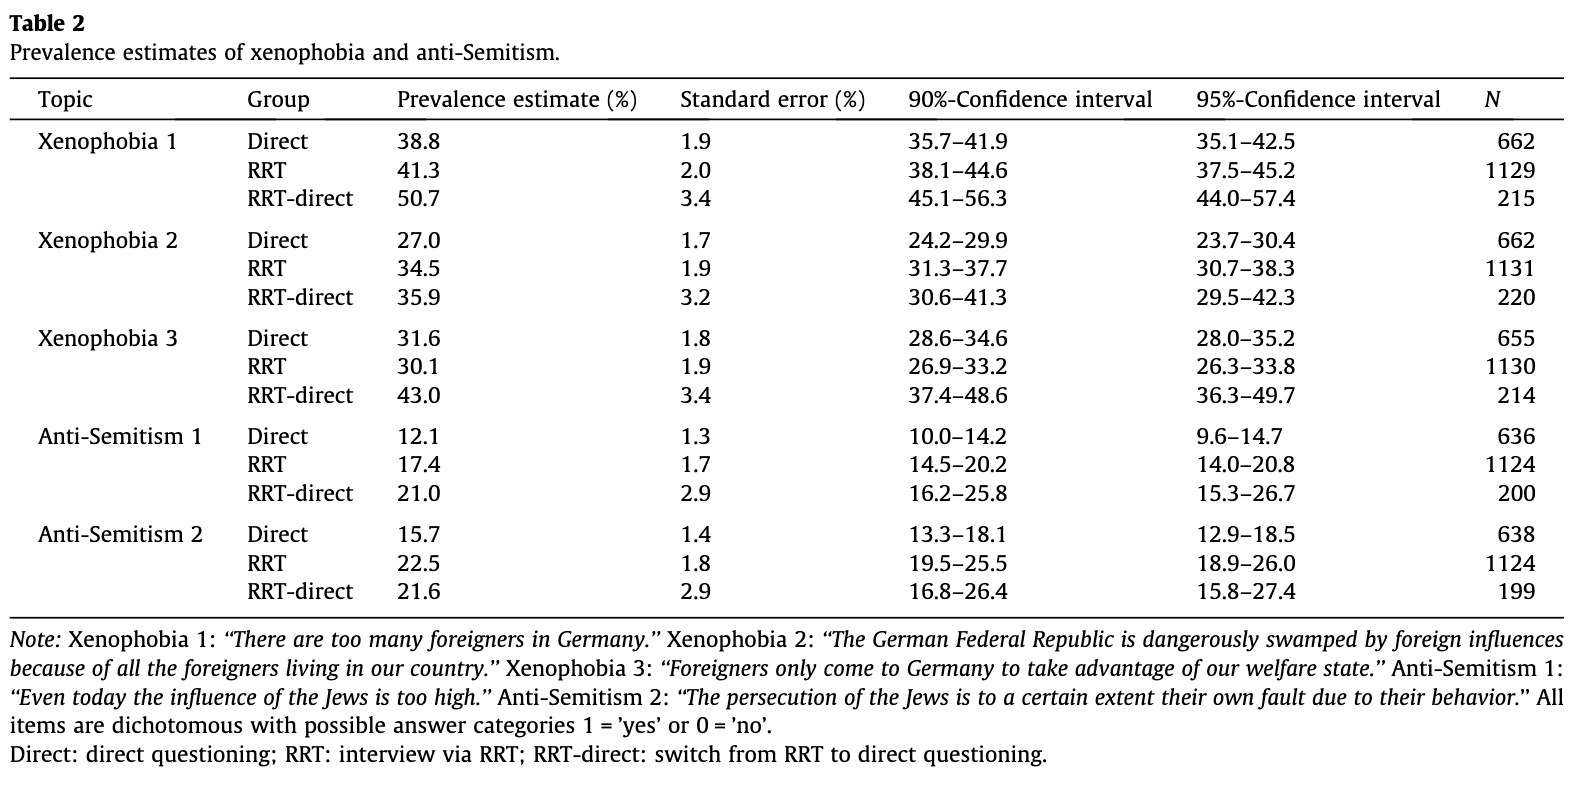 Table 2
Prevalence estimates of xenophobia and anti-Semitism.
Topic Group Prevalence estimate (%) Standard error (%) 90%-Confidence interval 95%-Confidence interval N
Xenophobia 1 Direct 38.8 1.9 35.7–41.9 35.1–42.5 662
RRT 41.3 2.0 38.1–44.6 37.5–45.2 1129
RRT-direct 50.7 3.4 45.1–56.3 44.0–57.4 215
Xenophobia 2 Direct 27.0 1.7 24.2–29.9 23.7–30.4 662
RRT 34.5 1.9 31.3–37.7 30.7–38.3 1131
RRT-direct 35.9 3.2 30.6–41.3 29.5–42.3 220
Xenophobia 3 Direct 31.6 1.8 28.6–34.6 28.0–35.2 655
RRT 30.1 1.9 26.9–33.2 26.3–33.8 1130
RRT-direct 43.0 3.4 37.4–48.6 36.3–49.7 214
Anti-Semitism 1 Direct 12.1 1.3 10.0–14.2 9.6–14.7 636
RRT 17.4 1.7 14.5–20.2 14.0–20.8 1124
RRT-direct 21.0 2.9 16.2–25.8 15.3–26.7 200
Anti-Semitism 2 Direct 15.7 1.4 13.3–18.1 12.9–18.5 638
RRT 22.5 1.8 19.5–25.5 18.9–26.0 1124
RRT-direct 21.6 2.9 16.8–26.4 15.8–27.4 199
Note: Xenophobia 1: “There are too many foreigners in Germany.” Xenophobia 2: “The German Federal Republic is dangerously swamped by foreign influences
because of all the foreigners living in our country.” Xenophobia 3: “Foreigners only come to Germany to take advantage of our welfare state.” Anti-Semitism 1:
“Even today the influence of the Jews is too high.” Anti-Semitism 2: “The persecution of the Jews is to a certain extent their own fault due to their behavior.” All
items are dichotomous with possible answer categories 1 = ’yes’ or 0 = ’no’.
Direct: direct questioning; RRT: interview via RRT; RRT-direct: switch from RRT to direct questioning.